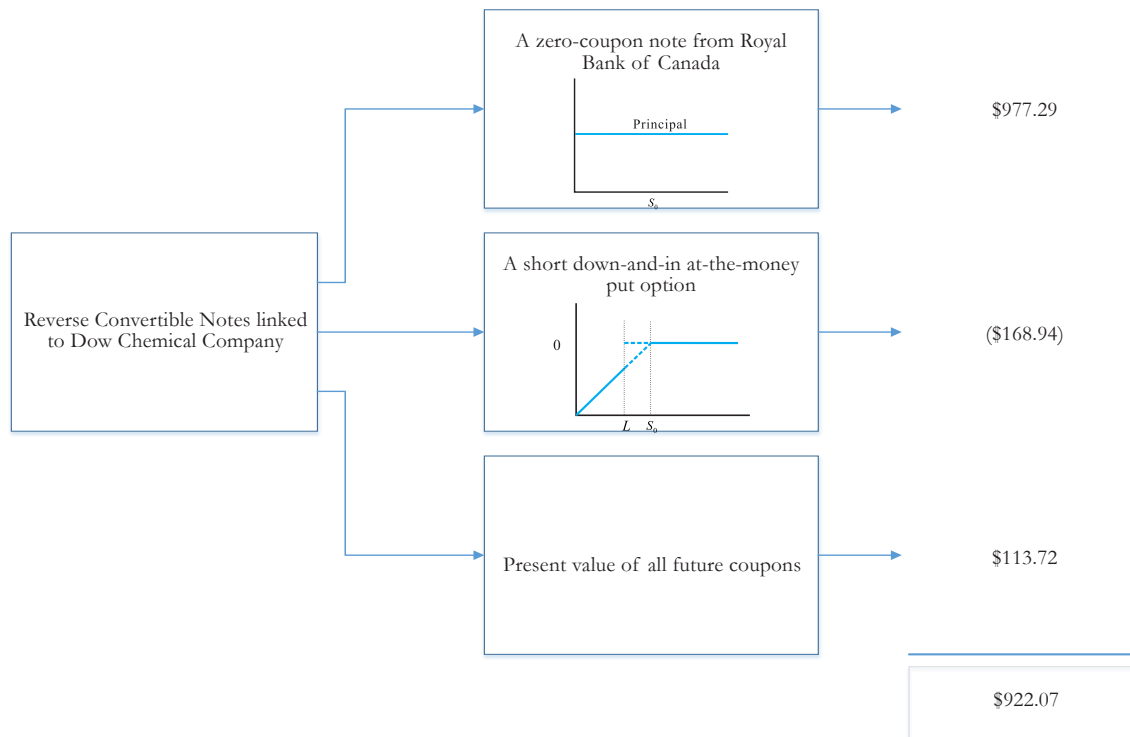 A zero-coupon note from Royal
Bank of Canada
Principal
S₀
$977.29
Reverse Convertible Notes linked
to Dow Chemical Company
A short down-and-in at-the-money
put option
0
L S₀
($168.94)
Present value of all future coupons
$113.72
$922.07